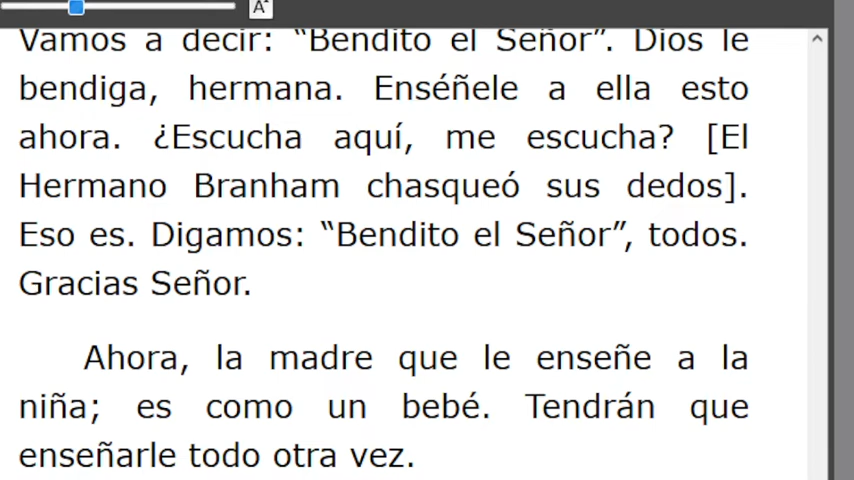 A
Vamos a decir: “Bendito el Señor”. Dios le
bendiga, hermana. Enséñele a ella esto
ahora. ¿Escucha aquí, me escucha? [El
Hermano Branham chasqueó sus dedos].
Eso es. Digamos: “Bendito el Señor”, todos.
Gracias Señor.
Ahora, la madre que le enseñe a la
niña; es como un bebé. Tendrán que
enseñarle todo otra vez.